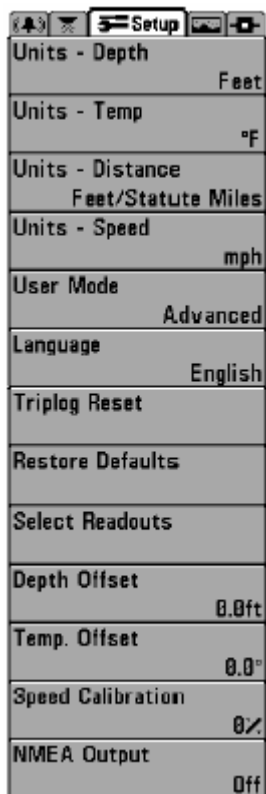 Setup
Units - Depth
Feet
Units - Temp
°F
Units - Distance
Feet/Statute Miles
Units - Speed
mph
User Mode
Advanced
Language
English
Triplog Reset
Restore Defaults
Select Readouts
Depth Offset
0.0ft
Temp. Offset
0.0°
Speed Calibration
0%
NMEA Output
Off